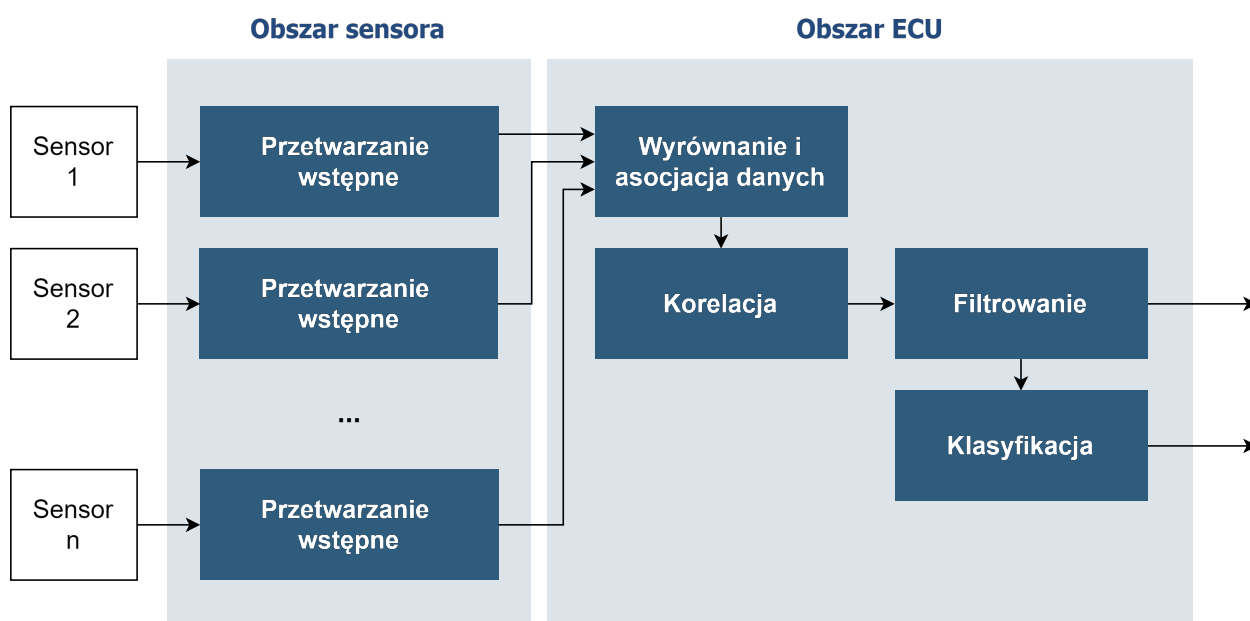 Obszar sensora
Obszar ECU
Sensor
1
Przetwarzanie
wstępne
Wyrównanie i
asocjacja danych
Sensor
2
Przetwarzanie
wstępne
Korelacja
Filtrowanie
...
Klasyfikacja
Sensor
n
Przetwarzanie
wstępne